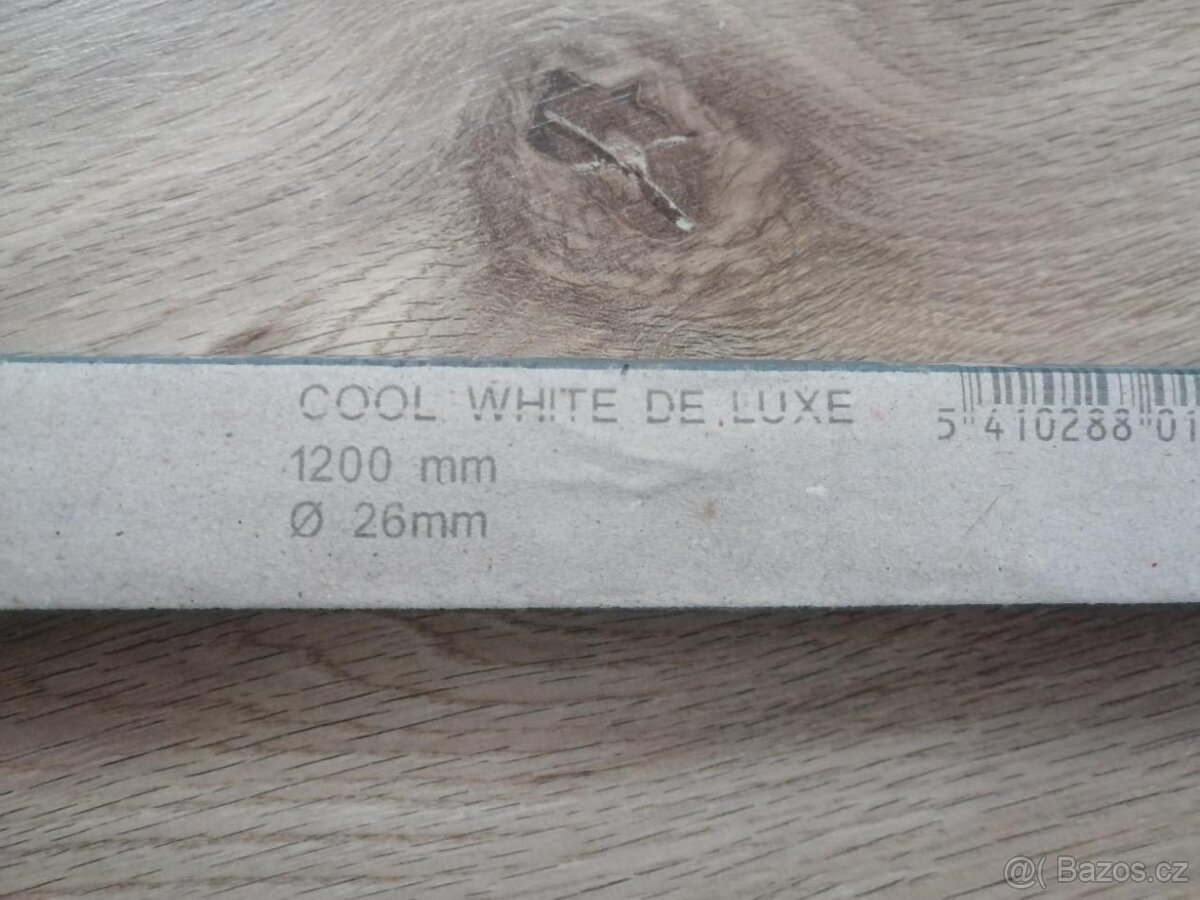 COOL WHITE DE LUXE
1200 mm
Ø 26mm
5 410288 01
@( Bazos.cz